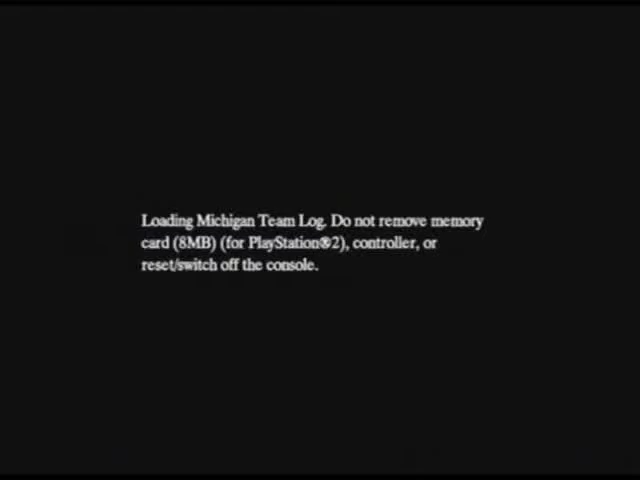 Loading Michigan Team Log. Do not remove memory
card (8MB) (for PlayStation®2), controller, or
reset/switch off the console.